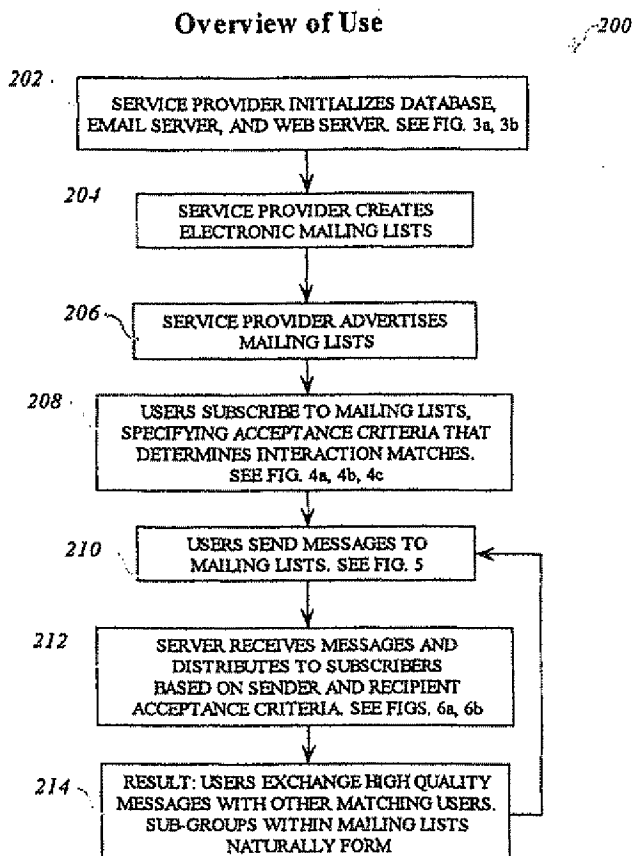 Overview of Use
200
202
SERVICE PROVIDER INITIALIZES DATABASE,
EMAIL SERVER, AND WEB SERVER. SEE FIG. 3a, 3b
204
SERVICE PROVIDER CREATES
ELECTRONIC MAILING LISTS
206
SERVICE PROVIDER ADVERTISES
MAILING LISTS
208
USERS SUBSCRIBE TO MAILING LISTS,
SPECIFYING ACCEPTANCE CRITERIA THAT
DETERMINES INTERACTION MATCHES.
SEE FIG. 4a, 4b, 4c
210
USERS SEND MESSAGES TO
MAILING LISTS. SEE FIG. 5
212
SERVER RECEIVES MESSAGES AND
DISTRIBUTES TO SUBSCRIBERS
BASED ON SENDER AND RECIPIENT
ACCEPTANCE CRITERIA. SEE FIGS. 6a, 6b
214
RESULT: USERS EXCHANGE HIGH QUALITY
MESSAGES WITH OTHER MATCHING USERS.
SUB-GROUPS WITHIN MAILING LISTS
NATURALLY FORM